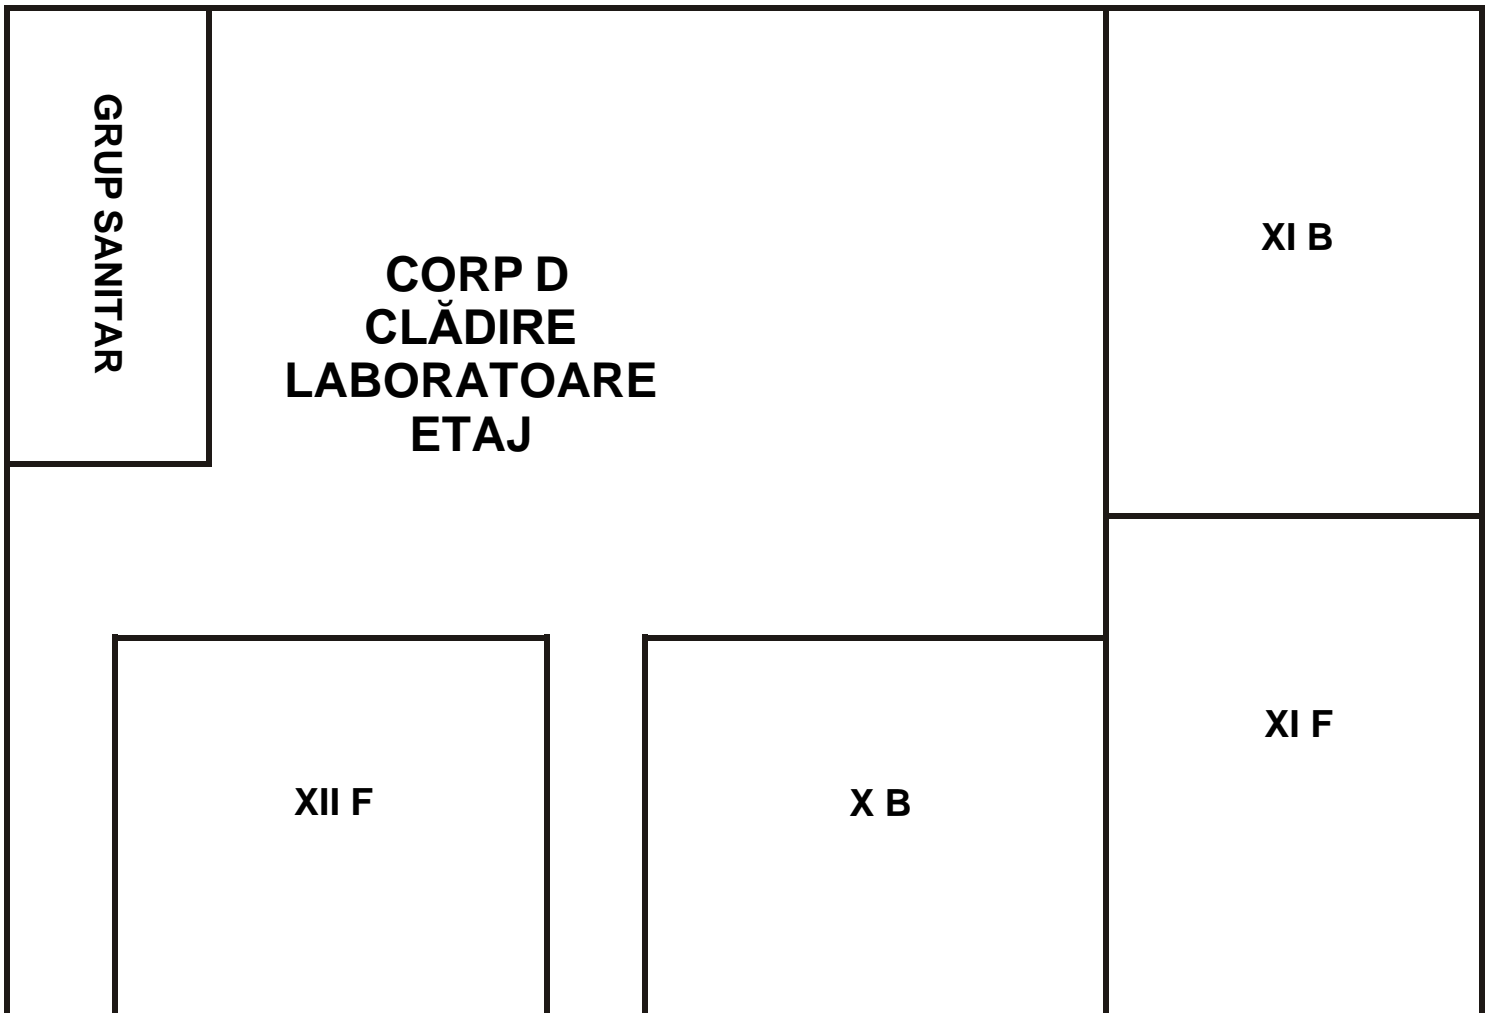 GRUP SANITAR
CORP D
CLĂDIRE
LABORATOARE
ETAJ
XI B
XI F
XII F
X B